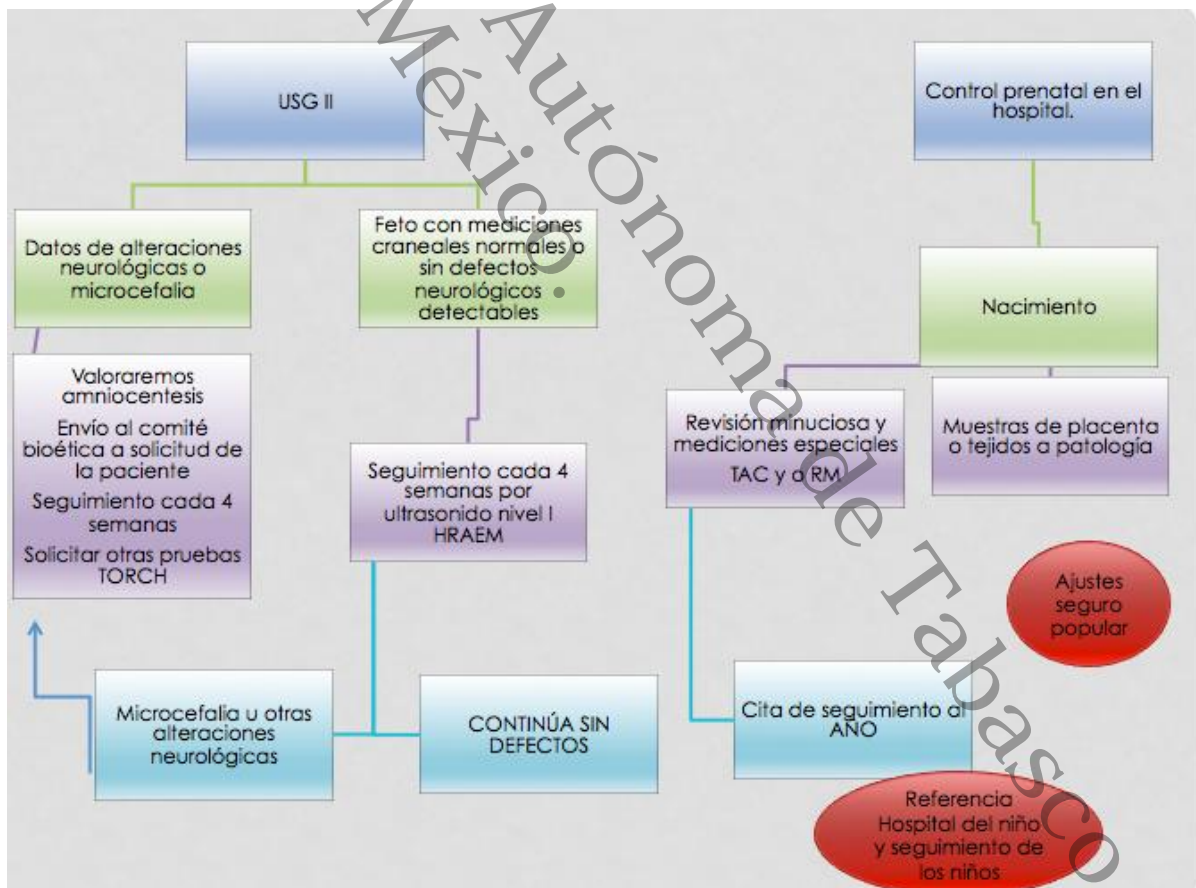 USG II
Control prenatal en el
hospital.
Datos de alteraciones
neurológicas o
microcefalia
Feto con mediciones
craneales normales o
sin defectos
neurológicos
detectables
Nacimiento
Valoraremos
amniocentesis
Envío al comité
bioética a solicitud de
la paciente
Seguimiento cada 4
semanas
Solicitar otras pruebas
TORCH
Seguimiento cada 4
semanas por
ultrasonido nivel I
HRAEM
Revisión minuciosa y
mediciones especiales
TAC y o RM
Muestras de placenta
o tejidos a patología
Ajustes
seguro
popular
Microcefalia u otras
alteraciones
neurológicas
CONTINÚA SIN
DEFECTOS
Cita de seguimiento al
AÑO
Referencia
Hospital del niño
y seguimiento de
los niños
Autónoma de Tabasco
México.